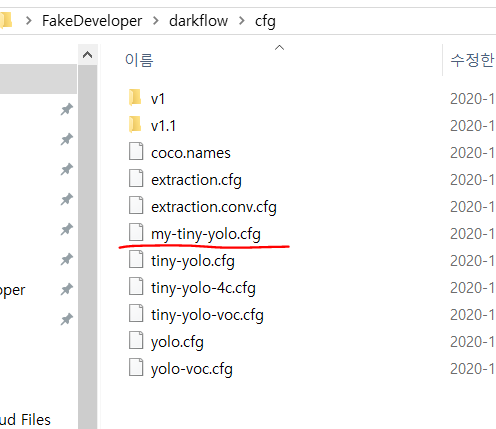 FakeDeveloper > darkflow > cfg
이름 수정한
v1 2020-1
v1.1 2020-1
coco.names 2020-1
extraction.cfg 2020-1
extraction.conv.cfg 2020-1
my-tiny-yolo.cfg 2020-1
tiny-yolo.cfg 2020-1
oper tiny-yolo-4c.cfg 2020-1
tiny-yolo-voc.cfg 2020-1
yolo.cfg 2020-1
yolo-voc.cfg 2020-1
ud Files